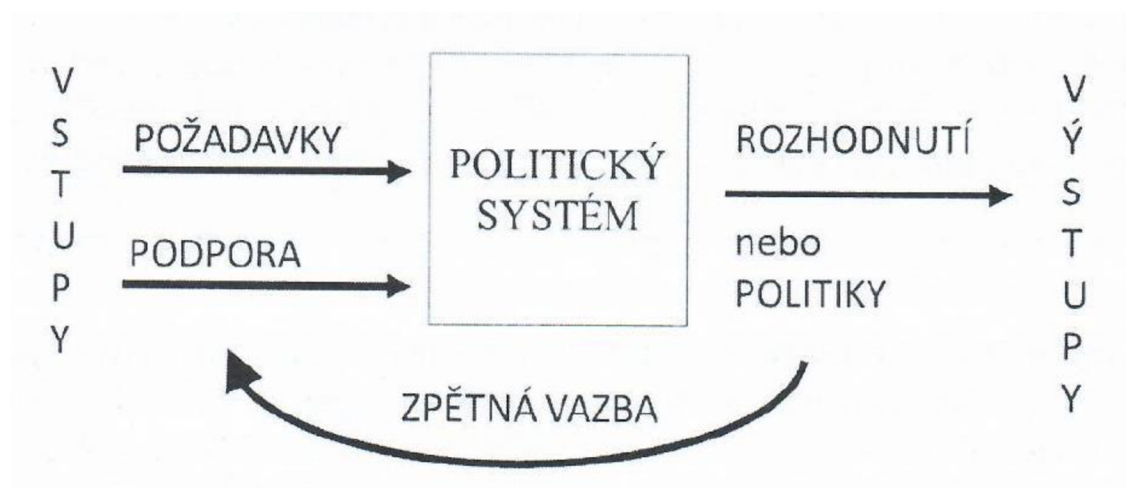 VSTUPY
POŽADAVKY
PODPORA
POLITICKÝ
SYSTÉM
ROZHODNUTÍ
nebo
POLITIKY
VÝSTUPY
ZPĚTNÁ VAZBA